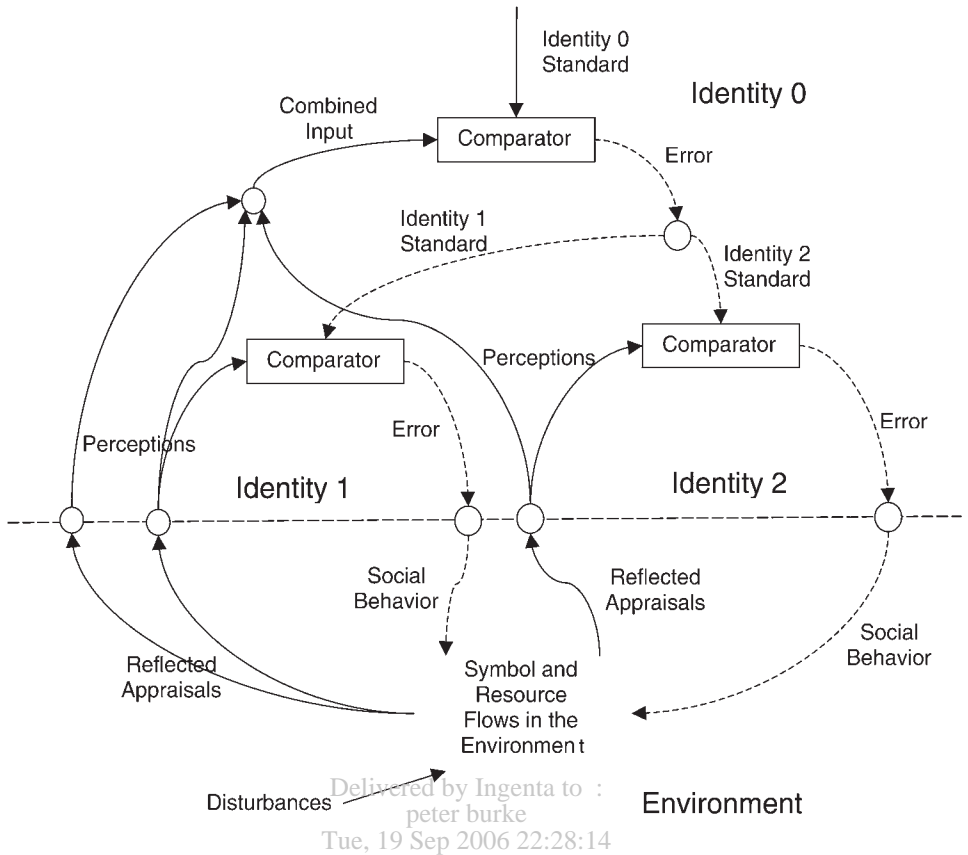 Identity 0
Standard
Identity 0
Combined
Input
Comparator
Error
Identity 1
Standard
Identity 2
Standard
Comparator
Perceptions
Comparator
Error
Error
Perceptions
Identity 1
Identity 2
Social
Behavior
Reflected
Appraisals
Social
Behavior
Reflected
Appraisals
Symbol and
Resource
Flows in the
Environment
Disturbances
Environment
Delivered by Ingenta to :
peter burke
Tue, 19 Sep 2006 22:28:14